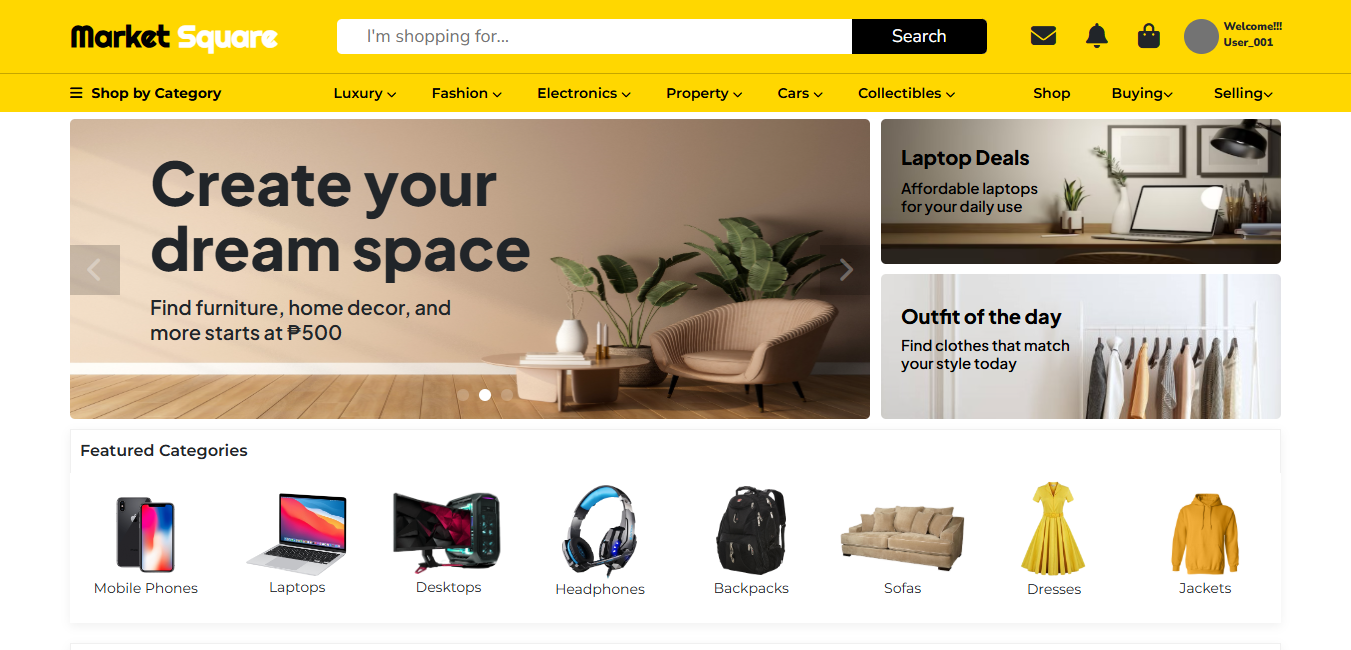 Market Square
I'm shopping for...
Search
Welcome!!!
User_001
Shop by Category
Luxury
Fashion
Electronics
Property
Cars
Collectibles
Shop
Buying
Selling
Create your
dream space
Find furniture, home decor, and
more starts at ₱500
Laptop Deals
Affordable laptops
for your daily use
Outfit of the day
Find clothes that match
your style today
Featured Categories
Mobile Phones
Laptops
Desktops
Headphones
Backpacks
Sofas
Dresses
Jackets